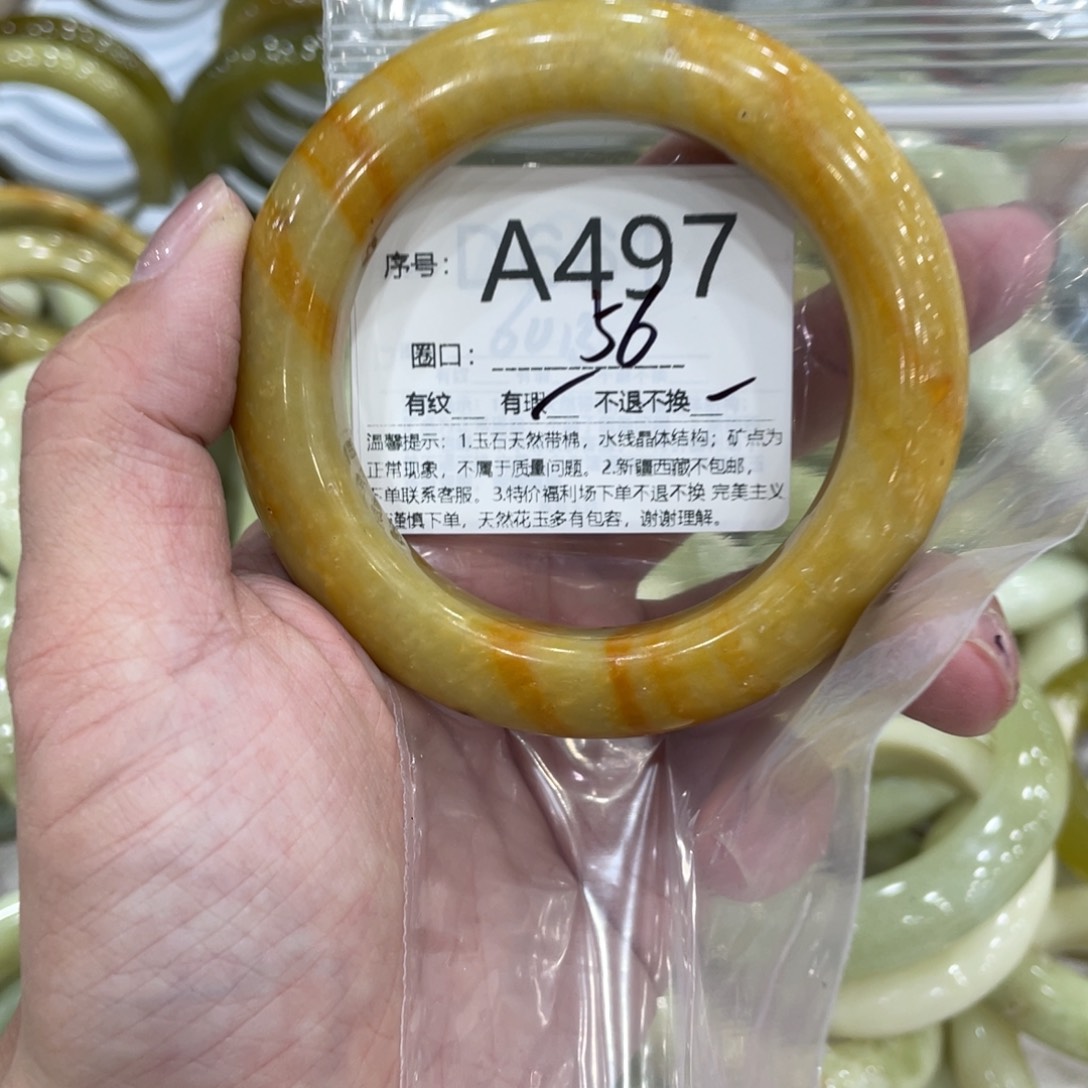 序号：A497
圈口：56
有纹__ 有瑕__ 不退不换__
温馨提示：1.玉石天然带棉，水线晶体结构；矿点为
正常现象，不属于质量问题。2.新疆西藏不包邮，
下单联系客服。3.特价福利场下单不退不换 完美主义
谨慎下单，天然花玉多有包容，谢谢理解。